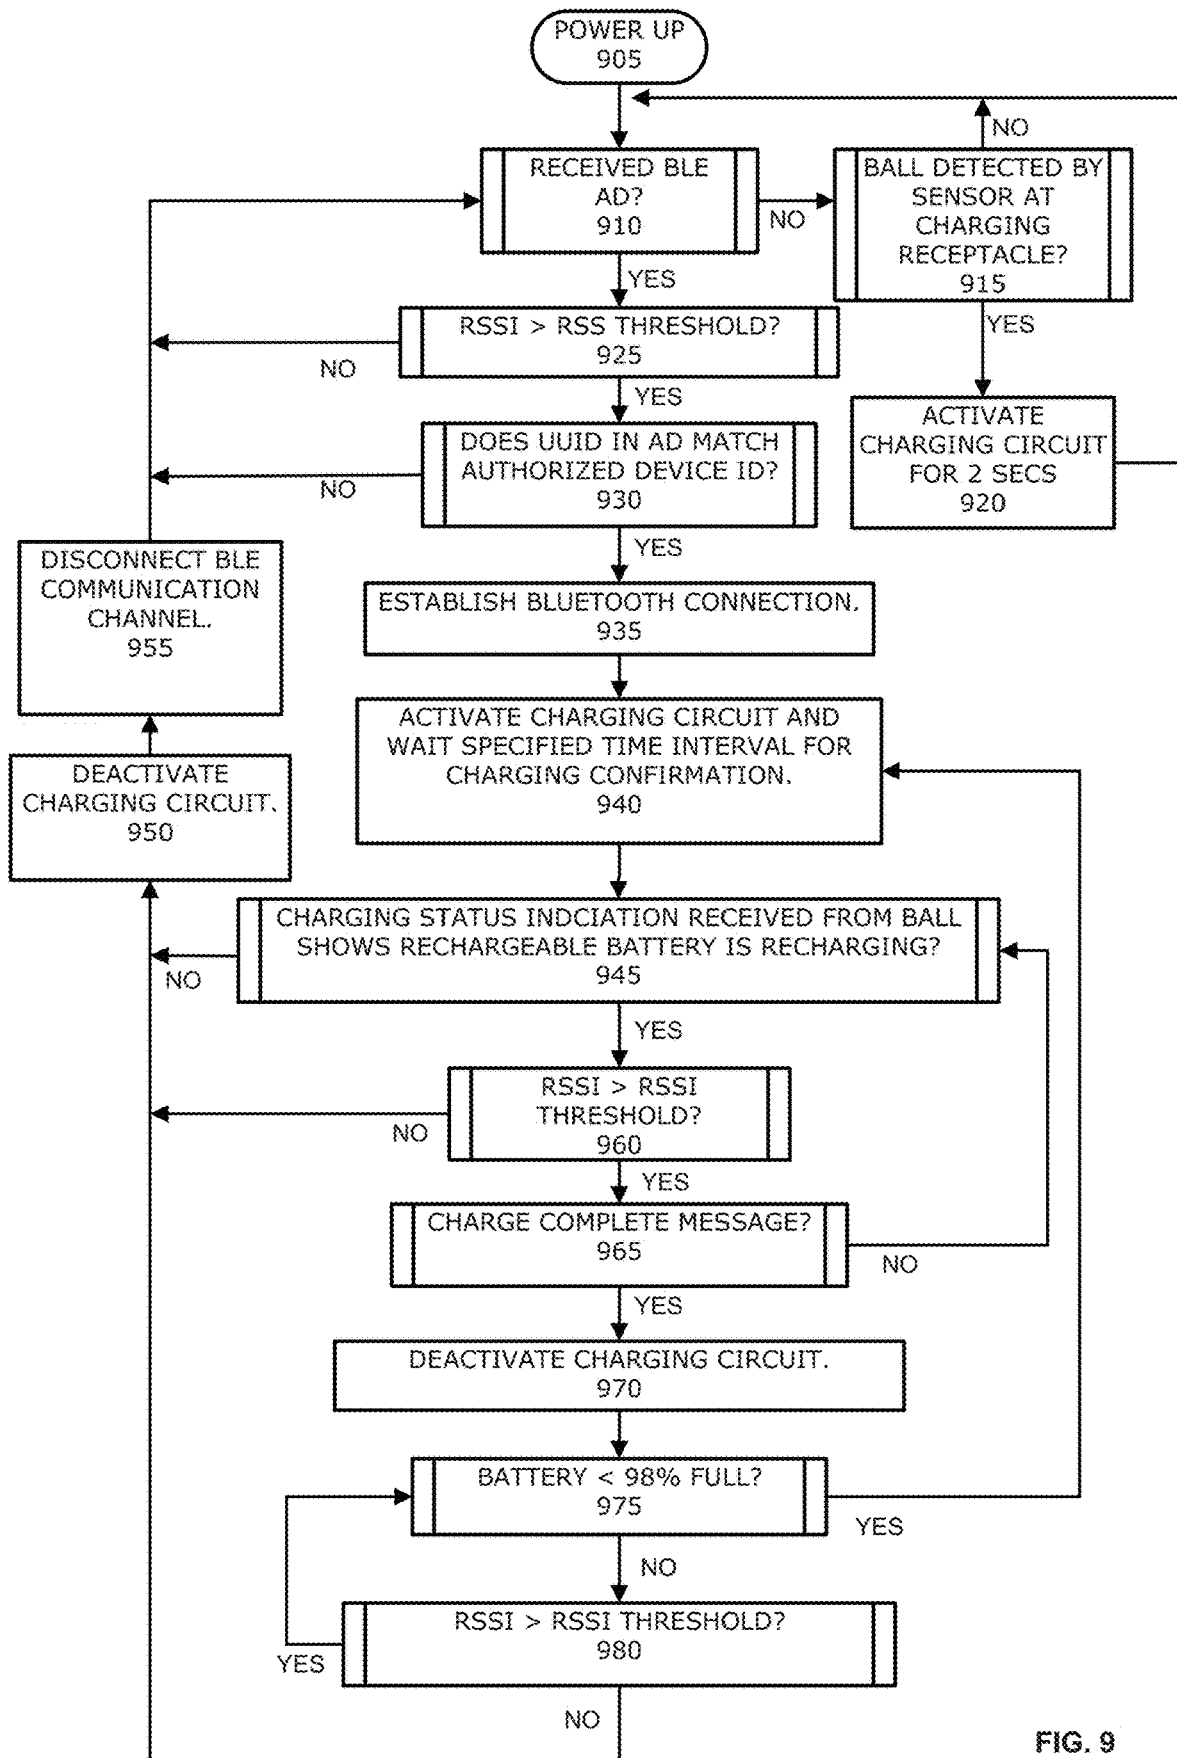 POWER UP
905
NO
RECEIVED BLE
AD?
910
NO
BALL DETECTED BY
SENSOR AT
CHARGING
RECEPTACLE?
915
YES
YES
RSSI > RSS THRESHOLD?
925
NO
YES
ACTIVATE
CHARGING CIRCUIT
FOR 2 SECS
920
DOES UUID IN AD MATCH
AUTHORIZED DEVICE ID?
930
NO
YES
DISCONNECT BLE
COMMUNICATION
CHANNEL.
955
ESTABLISH BLUETOOTH CONNECTION.
935
ACTIVATE CHARGING CIRCUIT AND
WAIT SPECIFIED TIME INTERVAL FOR
CHARGING CONFIRMATION.
940
DEACTIVATE
CHARGING CIRCUIT.
950
CHARGING STATUS INDCIATION RECEIVED FROM BALL
SHOWS RECHARGEABLE BATTERY IS RECHARGING?
945
NO
YES
RSSI > RSSI
THRESHOLD?
960
NO
YES
CHARGE COMPLETE MESSAGE?
965
NO
YES
DEACTIVATE CHARGING CIRCUIT.
970
BATTERY < 98% FULL?
975
YES
NO
RSSI > RSSI THRESHOLD?
980
YES
NO
FIG. 9